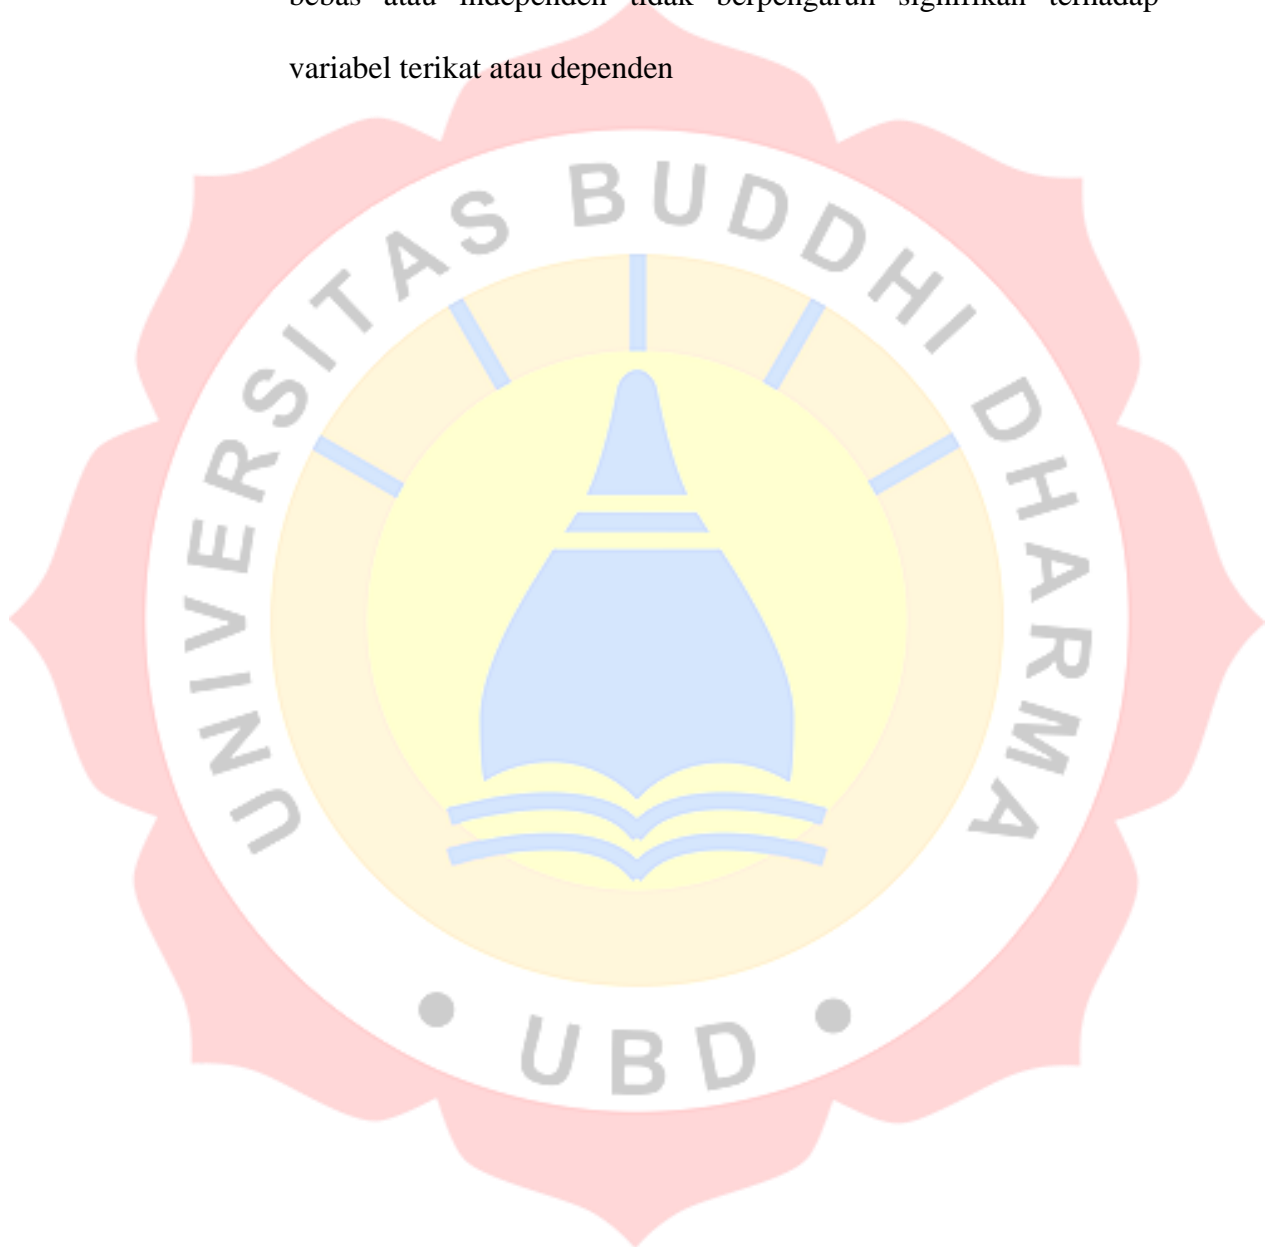 bebas atau independen tidak berpengaruh signifikan terhadap
variabel terikat atau dependen
UNIVERSITAS BUDDHI DHARMA
• UBD •